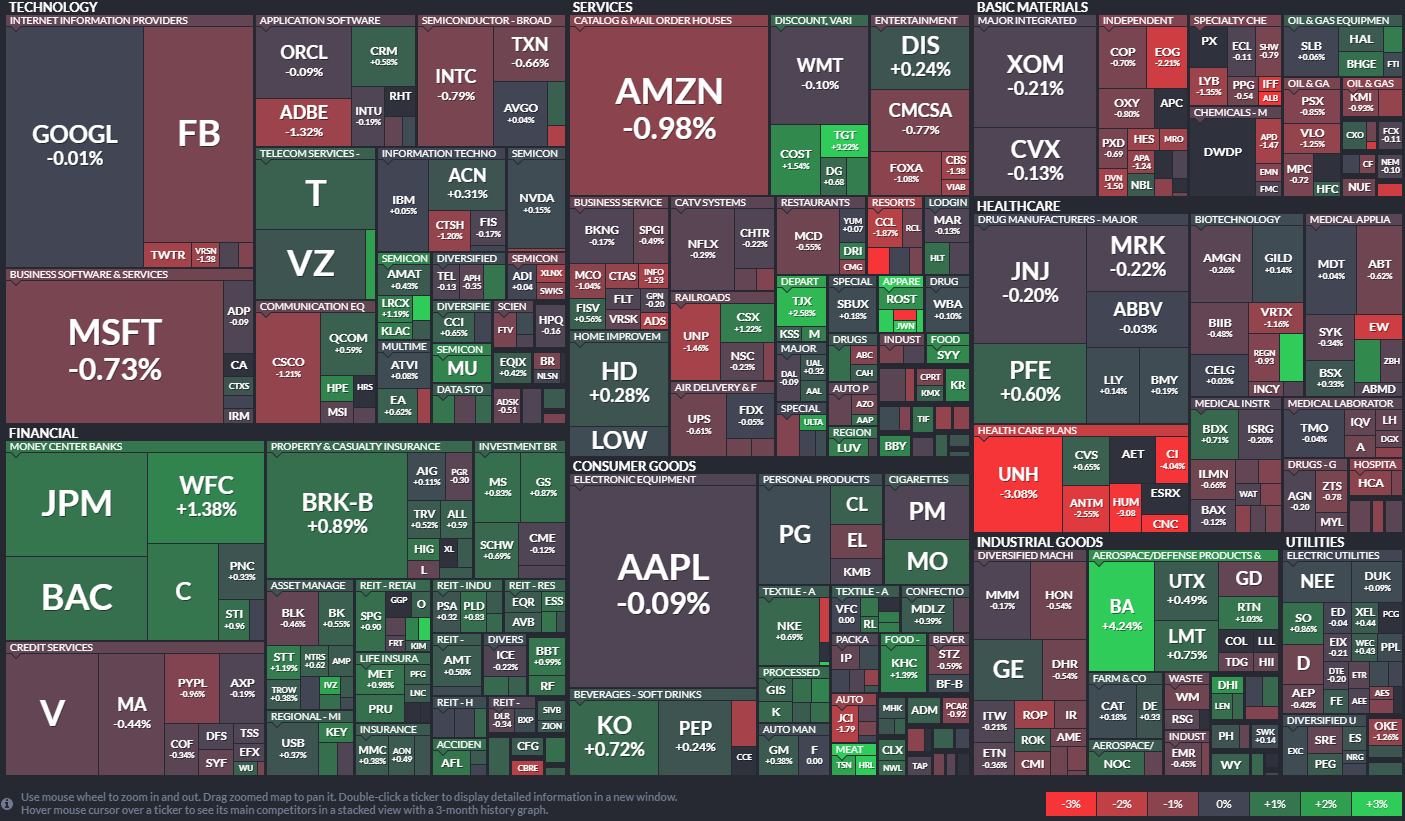 TECHNOLOGY
INTERNET INFORMATION PROVIDERS
GOOGL
-0.01%
FB
TWTR
VRSN
-1.38
APPLICATION SOFTWARE
ORCL
-0.09%
CRM
+0.58%
ADBE
-1.32%
INTU
-0.19%
RHT
SEMICONDUCTOR - BROAD
INTC
-0.79%
TXN
-0.66%
AVGO
+0.04%
TELECOM SERVICES -
T
VZ
INFORMATION TECHNO
IBM
+0.05%
ACN
+0.31%
CTSH
-1.20%
FIS
-0.17%
SEMICON
NVDA
+0.15%
BUSINESS SOFTWARE & SERVICES
MSFT
-0.73%
ADP
-0.09
CA
CTXS
IRM
COMMUNICATION EQ
CSCO
-1.21%
QCOM
+0.59%
HPE
HRS
MSI
SEMICON
AMAT
+0.43%
LRCX
+1.19%
KLAC
MULTIME
ATVI
+0.08%
EA
+0.62%
DIVERSIFIED
TEL
-0.13
APH
-0.35
DIVERSIFIE
CCI
+0.65%
SEMICON
MU
DATA STO
SEMICON
ADI
+0.04
XLNX
SWKS
SCIEN
FTV
HPQ
-0.16
EQIX
+0.42%
BR
NLSN
ADSK
-0.51
SERVICES
CATALOG & MAIL ORDER HOUSES
AMZN
-0.98%
DISCOUNT, VARI
WMT
-0.10%
COST
+1.54%
TGT
+3.22%
DG
+0.68
ENTERTAINMENT
DIS
+0.24%
CMCSA
-0.77%
FOXA
-1.08%
CBS
-1.38
VIAB
BUSINESS SERVICE
BKNG
-0.17%
SPGI
-0.49%
MCO
-1.04%
CTAS
INFO
-1.53
FISV
+0.56%
FLT
GPN
-0.20
VRSK
ADS
CATV SYSTEMS
NFLX
-0.29%
CHTR
-0.22%
RAILROADS
UNP
-1.46%
CSX
+1.22%
NSC
-0.23%
HOME IMPROVEM
HD
+0.28%
LOW
AIR DELIVERY & F
UPS
-0.61%
FDX
-0.05%
RESTAURANTS
MCD
-0.55%
YUM
+0.07
DRI
CMG
RESORTS
CCL
-1.87%
RCL
LODGIN
MAR
-0.13%
HLT
DEPART
TJX
+2.58%
KSS
M
SPECIAL
SBUX
+0.18%
APPARE
ROST
JWN
DRUG
WBA
+0.10%
MAJOR
DAL
-0.09
UAL
+0.32
AAL
DRUGS
ABC
CAH
INDUST
CPRT
KMX
FOOD
SYY
KR
SPECIAL
ULTA
AUTO P
AZO
AAP
REGION
LUV
TIF
BBY
BASIC MATERIALS
MAJOR INTEGRATED
XOM
-0.21%
CVX
-0.13%
INDEPENDENT
COP
-0.70%
EOG
-2.21%
OXY
-0.80%
APC
PXD
-0.69
HES
MRO
DVN
-1.50
APA
-1.24
NBL
SPECIALTY CHE
PX
ECL
-0.11
SHW
-0.79
LYB
-1.35%
PPG
-0.54
IFF
ALB
CHEMICALS - M
DWDP
APD
-1.47
EMN
FMC
OIL & GAS EQUIPMEN
SLB
+0.06%
HAL
BHGE
FTI
OIL & GA
PSX
-0.85%
VLO
-1.25%
MPC
-0.72
HFC
OIL & GAS
KMI
-0.93%
CXO
FCX
-0.11
CF
NEM
-0.10
NUE
HEALTHCARE
DRUG MANUFACTURERS - MAJOR
JNJ
-0.20%
MRK
-0.22%
ABBV
-0.03%
PFE
+0.60%
LLY
+0.14%
BMY
+0.19%
BIOTECHNOLOGY
AMGN
-0.26%
GILD
+0.14%
BIIB
-0.48%
VRTX
-1.16%
CELG
+0.03%
REGN
-0.93
INCY
MEDICAL APPLIA
MDT
+0.04%
ABT
-0.62%
SYK
-0.34%
EW
BSX
+0.33%
ZBH
ABMD
HEALTH CARE PLANS
UNH
-3.08%
CVS
+0.65%
AET
CI
-4.04%
ANTM
-2.55%
HUM
-3.08
ESRX
CNC
MEDICAL INSTR
BDX
+0.71%
ISRG
-0.20%
ILMN
-0.66%
WAT
BAX
-0.12%
MEDICAL LABORATOR
TMO
-0.04%
IQV
LH
A
DGX
DRUGS - G
AGN
-0.20
ZTS
-0.78
MYL
HOSPITA
HCA
FINANCIAL
MONEY CENTER BANKS
JPM
WFC
+1.38%
BAC
C
PNC
+0.33%
STI
+0.96
PROPERTY & CASUALTY INSURANCE
BRK-B
+0.89%
AIG
+0.11%
PGR
-0.30
TRV
+0.52%
ALL
+0.59
HIG
XL
L
INVESTMENT BR
MS
+0.83%
GS
+0.87%
SCHW
+0.69%
CME
-0.12%
CREDIT SERVICES
V
MA
-0.44%
PYPL
-0.96%
AXP
-0.19%
COF
-0.34%
DFS
TSS
SYF
EFX
WU
ASSET MANAGE
BLK
-0.46%
BK
+0.55%
STT
+1.19%
NTRS
+0.62
AMP
TROW
+0.38%
IVZ
REGIONAL - MI
USB
+0.37%
KEY
REIT - RETAI
SPG
+0.90
GGP
O
FRT
KIM
LIFE INSURA
MET
+0.98%
PFG
LNC
PRU
INSURANCE
MMC
+0.38%
AON
+0.49
REIT - INDU
PSA
+0.32
PLD
+0.83
REIT - RES
EQR
ESS
AVB
REIT -
AMT
+0.50%
DIVERS
ICE
-0.22%
BBT
+0.99%
RF
REIT - H
REIT -
DLR
-0.24
BXP
SIVB
ZION
ACCIDEN
AFL
CFG
CBRE
CONSUMER GOODS
ELECTRONIC EQUIPMENT
AAPL
-0.09%
BEVERAGES - SOFT DRINKS
KO
+0.72%
PEP
+0.24%
CCE
PERSONAL PRODUCTS
PG
CL
EL
KMB
CIGARETTES
PM
MO
TEXTILE - A
NKE
+0.69%
TEXTILE - A
VFC
0.00
RL
CONFECTIO
MDLZ
+0.39%
PACKA
IP
FOOD -
KHC
+1.39%
BEVER
STZ
-0.59%
BF-B
PROCESSED
GIS
K
AUTO
JCI
-1.79
MHK
ADM
PCAR
-0.92
AUTO MAN
GM
+0.38%
F
0.00
MEAT
TSN
HRL
CLX
NWL
TAP
INDUSTRIAL GOODS
DIVERSIFIED MACHI
MMM
-0.17%
HON
-0.54%
GE
DHR
-0.54%
ITW
-0.21%
ROP
IR
ROK
AME
ETN
-0.36%
CMI
AEROSPACE/DEFENSE PRODUCTS &
BA
+4.24%
UTX
+0.49%
GD
LMT
+0.75%
RTN
+1.03%
COL
LLL
TDG
HII
FARM & CO
CAT
+0.18%
DE
+0.33
AEROSPACE/
NOC
WASTE
WM
RSG
INDUST
EMR
-0.45%
DHI
LEN
PH
SWK
+0.14
WY
UTILITIES
ELECTRIC UTILITIES
NEE
DUK
+0.09%
SO
+0.86%
ED
-0.04
XEL
+0.44
PCG
EIX
-0.21
WEC
+0.43
PPL
D
DTE
-0.20
ETR
AEP
-0.42%
FE
AEE
AES
DIVERSIFIED U
EXC
SRE
ES
PEG
NRG
OKE
-1.26%
Use mouse wheel to zoom in and out. Drag zoomed map to pan it. Double-click a ticker to display detailed information in a new window.
Hover mouse cursor over a ticker to see its main competitors in a stacked view with a 3-month history graph.
-3%
-2%
-1%
0%
+1%
+2%
+3%